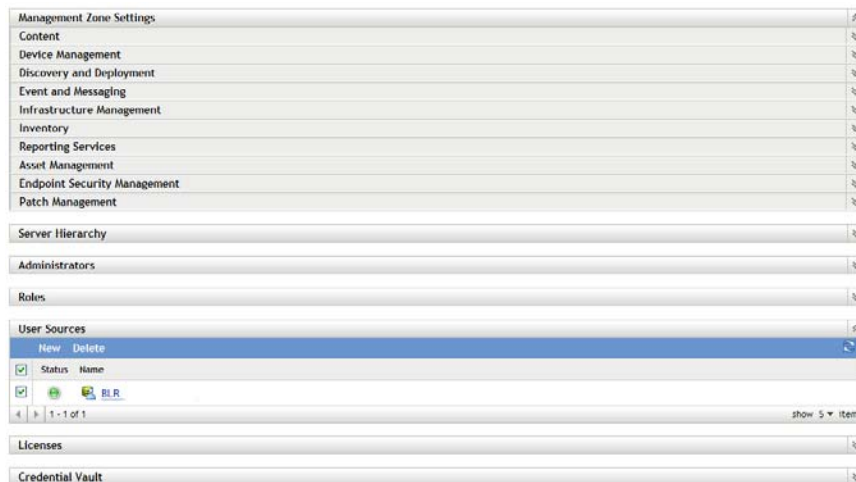 Management Zone Settings
Content
Device Management
Discovery and Deployment
Event and Messaging
Infrastructure Management
Inventory
Reporting Services
Asset Management
Endpoint Security Management
Patch Management
Server Hierarchy
Administrators
Roles
User Sources
New Delete
Status Name
BLR
1 - 1 of 1 show 5 item
Licenses
Credential Vault